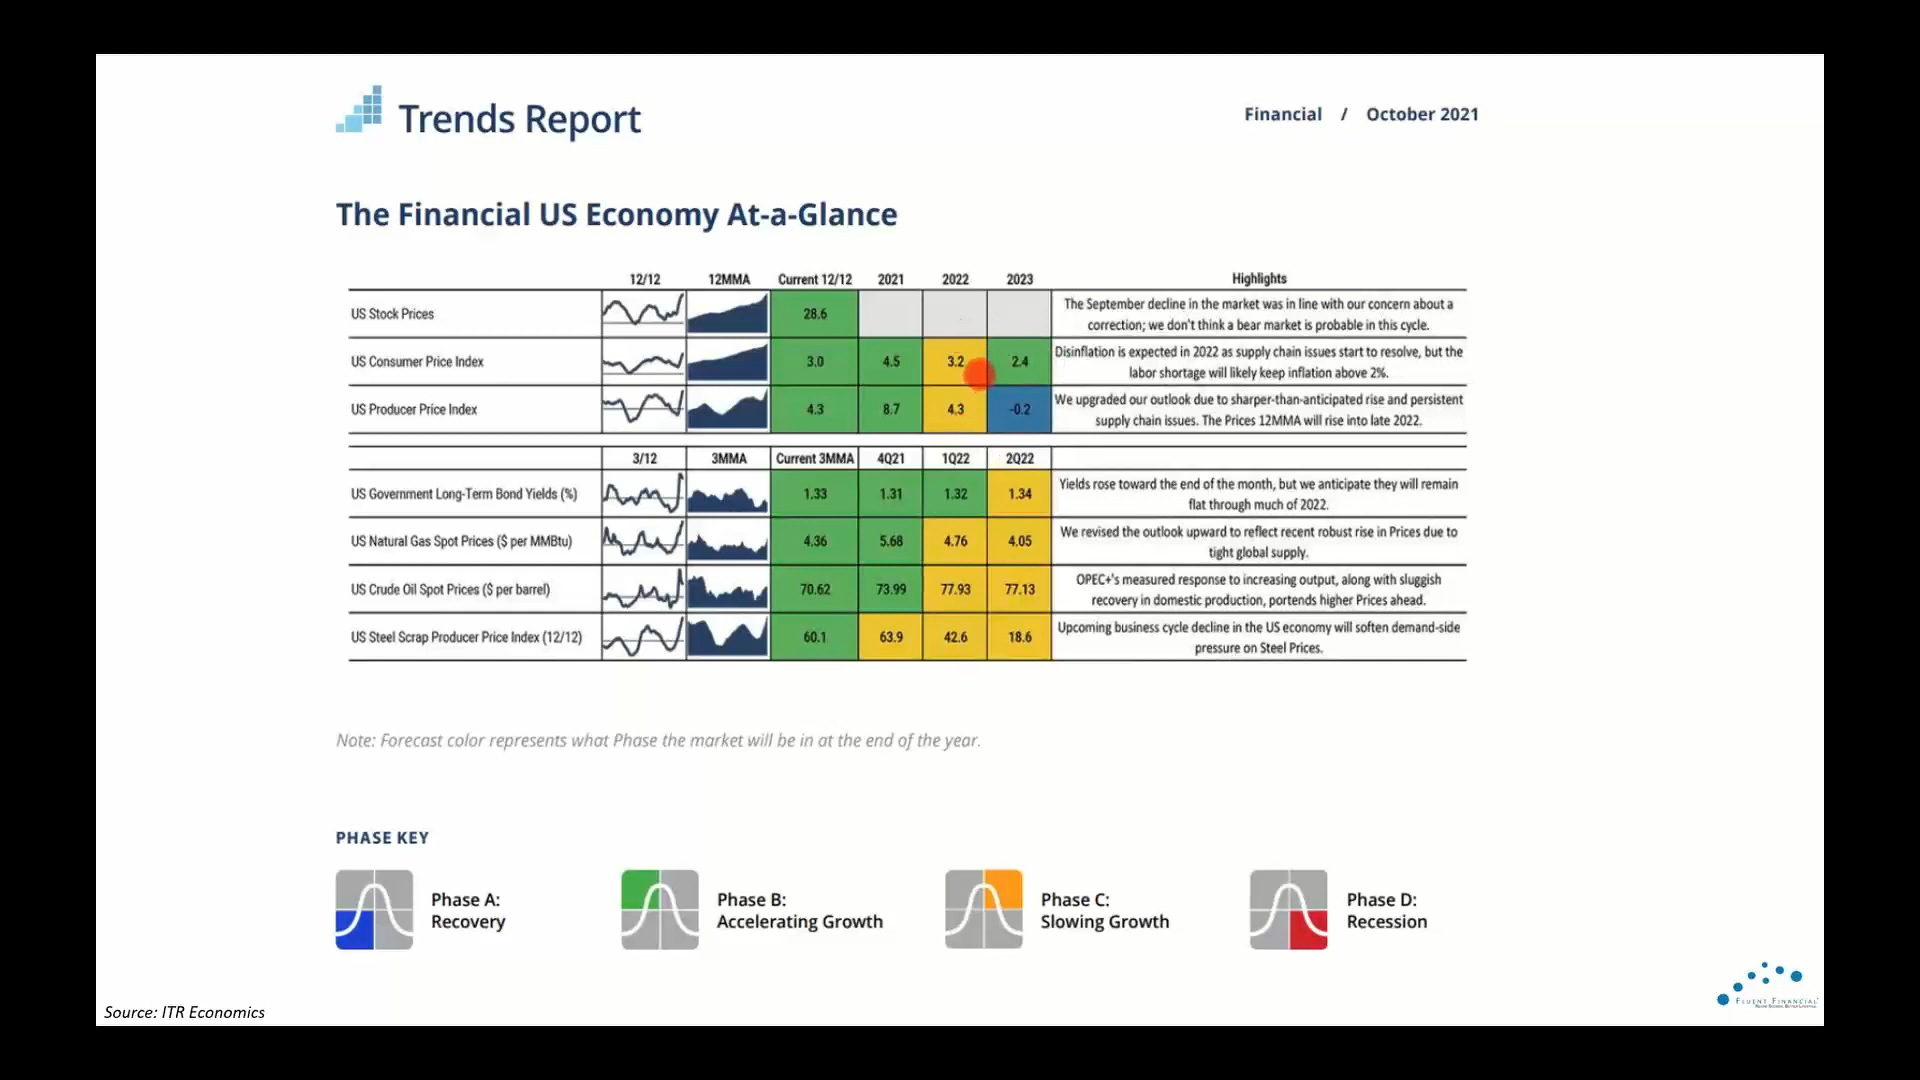 Trends Report
Financial / October 2021
The Financial US Economy At-a-Glance
12/12 12MMA Current 12/12 2021 2022 2023 Highlights
US Stock Prices 28.6 The September decline in the market was in line with our concern about a
correction; we don't think a bear market is probable in this cycle.
US Consumer Price Index 3.0 4.5 3.2 2.4 Disinflation is expected in 2022 as supply chain issues start to resolve, but the
labor shortage will likely keep inflation above 2%.
US Producer Price Index 4.3 8.7 4.3 -0.2 We upgraded our outlook due to sharper-than-anticipated rise and persistent
supply chain issues. The Prices 12MMA will rise into late 2022.
3/12 3MMA Current 3MMA 4Q21 1Q22 2Q22
US Government Long-Term Bond Yields (%) 1.33 1.31 1.32 1.34 Yields rose toward the end of the month, but we anticipate they will remain
flat through much of 2022.
US Natural Gas Spot Prices ($ per MMBtu) 4.36 5.68 4.76 4.05 We revised the outlook upward to reflect recent robust rise in Prices due to
tight global supply.
US Crude Oil Spot Prices ($ per barrel) 70.62 73.99 77.93 77.13 OPEC+'s measured response to increasing output, along with sluggish
recovery in domestic production, portends higher Prices ahead.
US Steel Scrap Producer Price Index (12/12) 60.1 63.9 42.6 18.6 Upcoming business cycle decline in the US economy will soften demand-side
pressure on Steel Prices.
Note: Forecast color represents what Phase the market will be in at the end of the year.
PHASE KEY
Phase A:
Recovery
Phase B:
Accelerating Growth
Phase C:
Slowing Growth
Phase D:
Recession
Source: ITR Economics
FLUENT FINANCIAL